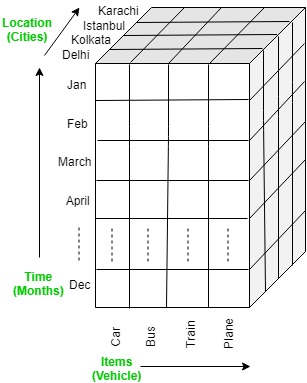 Location
(Cities)
Karachi
Istanbul
Kolkata
Delhi
Jan
Feb
March
April
Dec
Time
(Months)
Car
Bus
Train
Plane
Items
(Vehicle)